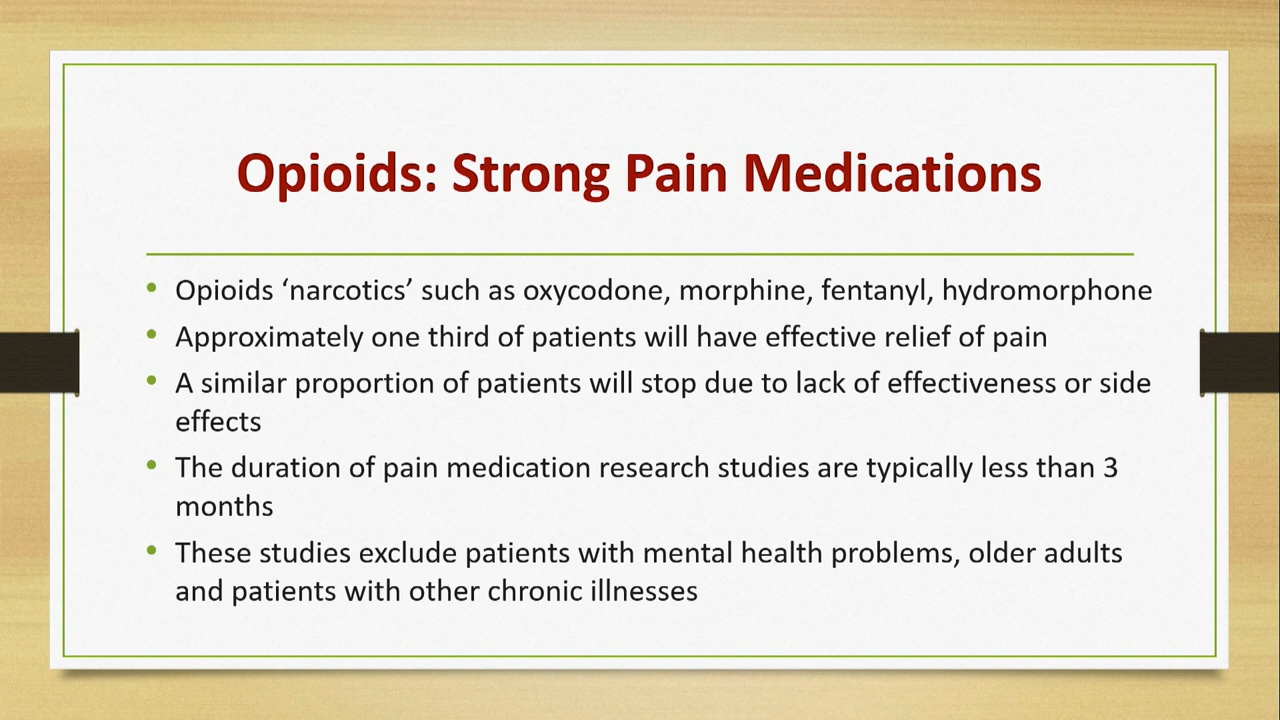 Opioids: Strong Pain Medications
• Opioids ‘narcotics’ such as oxycodone, morphine, fentanyl, hydromorphone
• Approximately one third of patients will have effective relief of pain
• A similar proportion of patients will stop due to lack of effectiveness or side
effects
• The duration of pain medication research studies are typically less than 3
months
• These studies exclude patients with mental health problems, older adults
and patients with other chronic illnesses